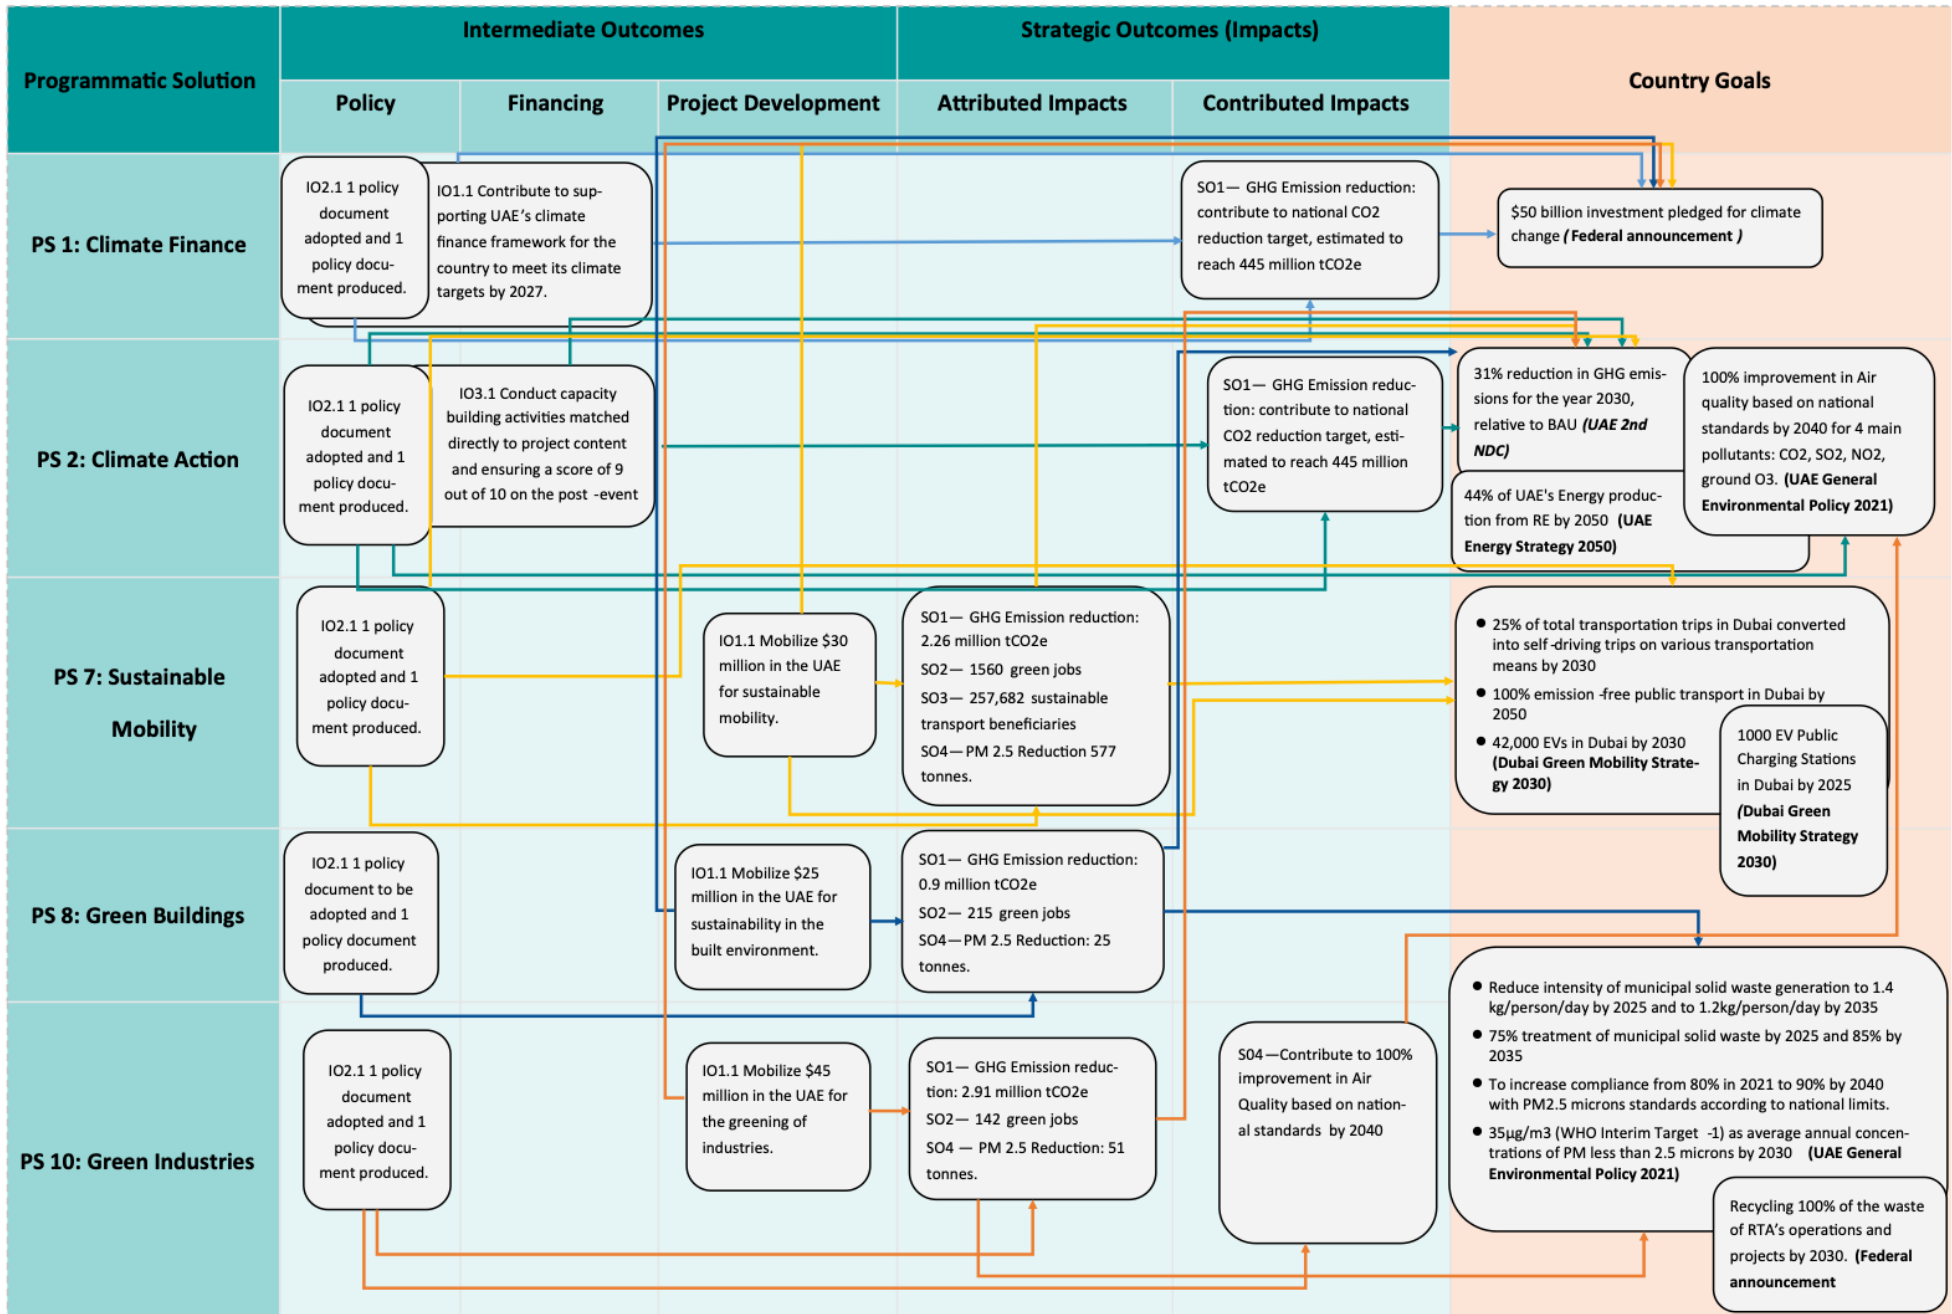 Programmatic Solution
Intermediate Outcomes
Strategic Outcomes (Impacts)
Country Goals
Policy
Financing
Project Development
Attributed Impacts
Contributed Impacts
PS 1: Climate Finance
IO2.1 1 policy
document
adopted and 1
policy docu-
ment produced.
IO1.1 Contribute to sup-
porting UAE's climate
finance framework for the
country to meet its climate
targets by 2027.
SO1— GHG Emission reduction:
contribute to national CO2
reduction target, estimated to
reach 445 million tCO2e
$50 billion investment pledged for climate
change ( Federal announcement )
PS 2: Climate Action
IO2.1 1 policy
document
adopted and 1
policy docu-
ment produced.
IO3.1 Conduct capacity
building activities matched
directly to project content
and ensuring a score of 9
out of 10 on the post -event
SO1— GHG Emission reduc-
tion: contribute to national
CO2 reduction target, esti-
mated to reach 445 million
tCO2e
31% reduction in GHG emis-
sions for the year 2030,
relative to BAU (UAE 2nd
NDC)
44% of UAE's Energy produc-
tion from RE by 2050 (UAE
Energy Strategy 2050)
100% improvement in Air
quality based on national
standards by 2040 for 4 main
pollutants: CO2, SO2, NO2,
ground O3. (UAE General
Environmental Policy 2021)
PS 7: Sustainable
Mobility
IO2.1 1 policy
document
adopted and 1
policy docu-
ment produced.
IO1.1 Mobilize $30
million in the UAE
for sustainable
mobility.
SO1— GHG Emission reduction:
2.26 million tCO2e
SO2— 1560 green jobs
SO3— 257,682 sustainable
transport beneficiaries
SO4—PM 2.5 Reduction 577
tonnes.
● 25% of total transportation trips in Dubai converted
into self -driving trips on various transportation
means by 2030
● 100% emission -free public transport in Dubai by
2050
● 42,000 EVs in Dubai by 2030
(Dubai Green Mobility Strate-
gy 2030)
1000 EV Public
Charging Stations
in Dubai by 2025
(Dubai Green
Mobility Strategy
2030)
PS 8: Green Buildings
IO2.1 1 policy
document to be
adopted and 1
policy document
produced.
IO1.1 Mobilize $25
million in the UAE for
sustainability in the
built environment.
SO1— GHG Emission reduction:
0.9 million tCO2e
SO2— 215 green jobs
SO4—PM 2.5 Reduction: 25
tonnes.
● Reduce intensity of municipal solid waste generation to 1.4
kg/person/day by 2025 and to 1.2kg/person/day by 2035
● 75% treatment of municipal solid waste by 2025 and 85% by
2035
● To increase compliance from 80% in 2021 to 90% by 2040
with PM2.5 microns standards according to national limits.
● 35µg/m3 (WHO Interim Target -1) as average annual concen-
trations of PM less than 2.5 microns by 2030 (UAE General
Environmental Policy 2021)
PS 10: Green Industries
IO2.1 1 policy
document
adopted and 1
policy docu-
ment produced.
IO1.1 Mobilize $45
million in the UAE for
the greening of
industries.
SO1— GHG Emission reduc-
tion: 2.91 million tCO2e
SO2— 142 green jobs
SO4 — PM 2.5 Reduction: 51
tonnes.
S04—Contribute to 100%
improvement in Air
Quality based on nation-
al standards by 2040
Recycling 100% of the waste
of RTA's operations and
projects by 2030. (Federal
announcement